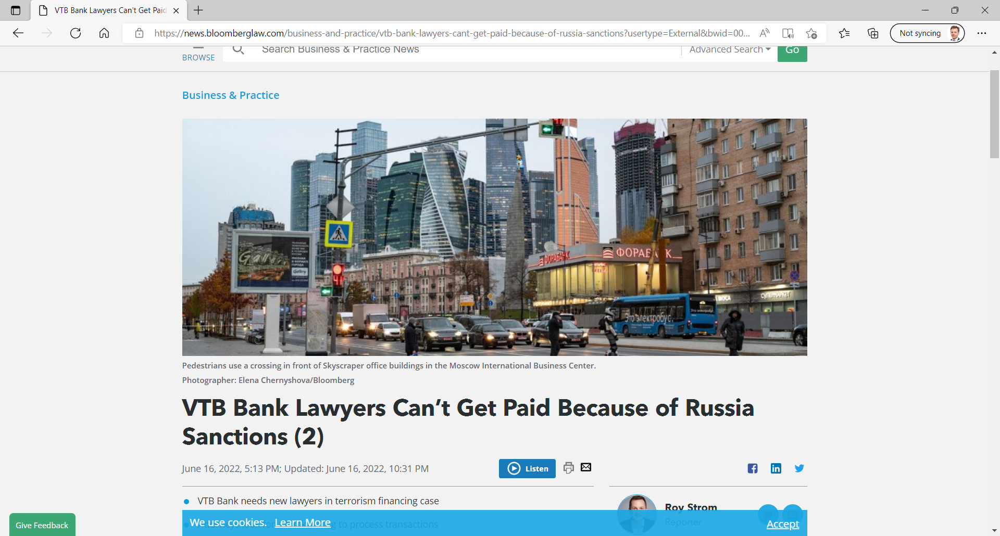 VTB Bank Lawyers Can't Get Paid
https://news.bloomberglaw.com/business-and-practice/vtb-bank-lawyers-cant-get-paid-because-of-russia-sanctions?usertype=External&bwid=00...
Not syncing
BROWSE
Search Business & Practice News
Advanced Search
Go
Business & Practice
Gallery
Gallery
ФОРАБАНК
ФОРАБАНК
СУПЕРМАРКЕТ
ВКУСА
Это электробус.
Pedestrians use a crossing in front of Skyscraper office buildings in the Moscow International Business Center.
Photographer: Elena Chernyshova/Bloomberg
VTB Bank Lawyers Can’t Get Paid Because of Russia
Sanctions (2)
June 16, 2022, 5:13 PM; Updated: June 16, 2022, 10:31 PM
Listen
VTB Bank needs new lawyers in terrorism financing case
Roy Strom
Reporter
to process transactions
We use cookies. Learn More
Accept
Give Feedback